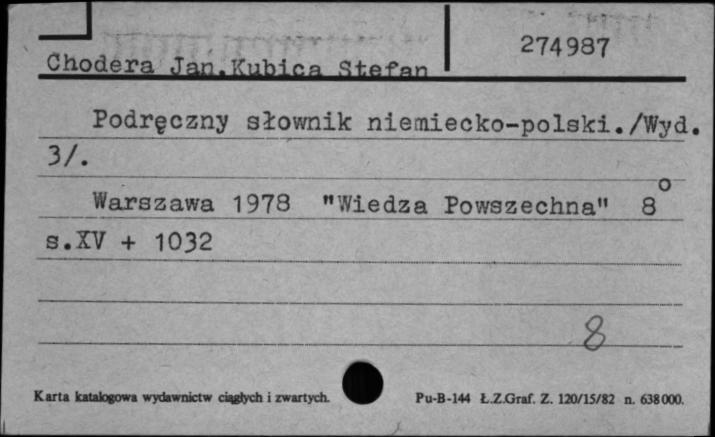 274987
Chodera Jan.Kubica Stefan
Podręczny słownik niemiecko-polski./Wyd.
3/.
Warszawa 1978 "Wiedza Powszechna" 8°
s.XV + 1032
8
Karta katalogowa wydawnictw ciągłych i zwartych. Pu-B-144 Ł.Z.Graf. Z. 120/15/82 n. 638000.